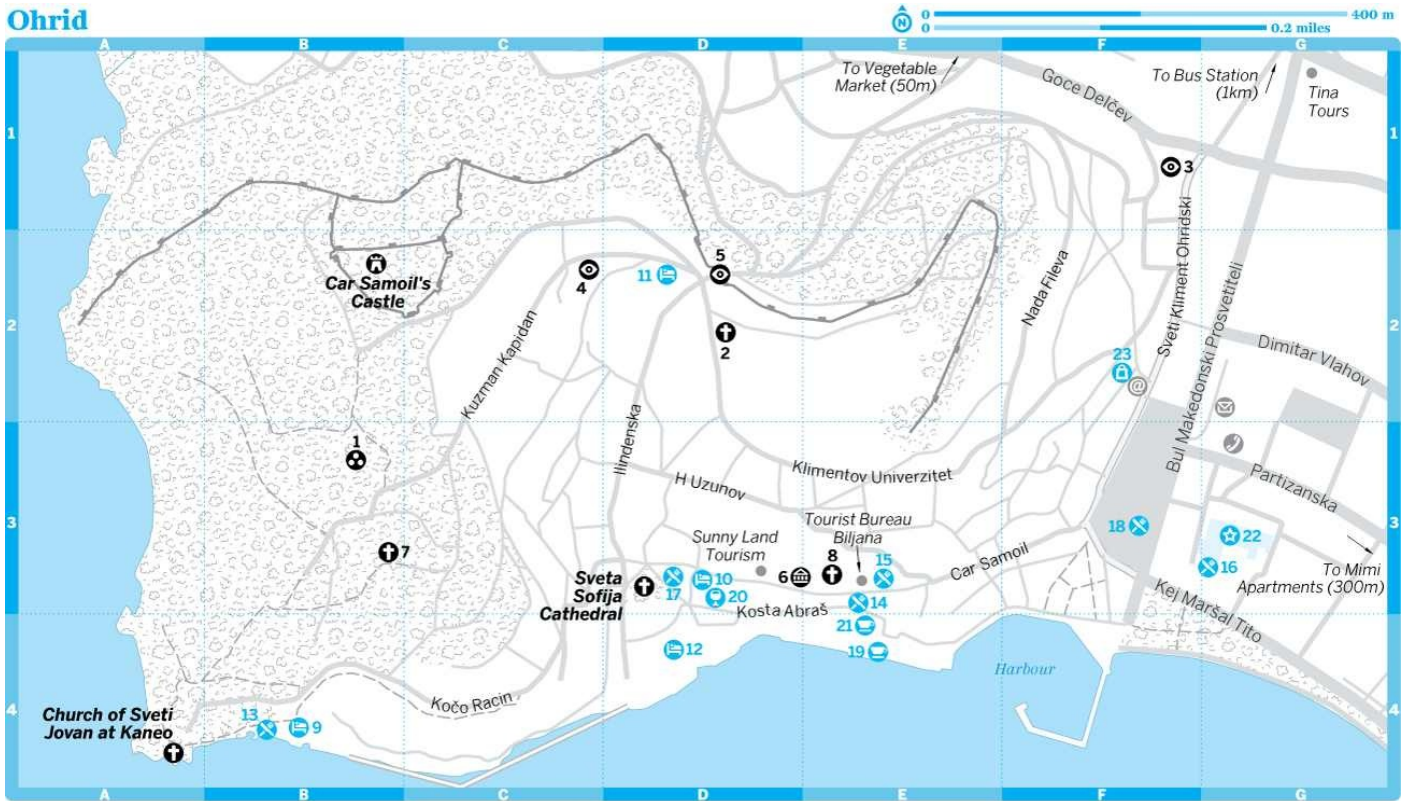 Ohrid
N
0
400 m
0
0.2 miles
A
B
C
D
E
F
G
To Vegetable
Market (50m)
Goce Delčev
To Bus Station
(1km)
Tina
Tours
1
1
3
Sveti Kliment Ohridski
Bul Makedonski Prosvetiteli
Nada Fileva
Car Samoil's
Castle
4
11
5
2
2
2
Kuzman Kapidan
Dimitar Vlahov
23
@
1
Ilindenska
Klimentov Univerzitet
H Uzunov
Partizanska
3
3
7
Sunny Land
Tourism
Tourist Bureau
Biljana
18
22
16
To Mimi
Apartments (300m)
Sveta
Sofija
Cathedral
17
10
20
6
8
15
14
Car Samoil
Kosta Abraš
Kej Maršal Tito
21
12
19
Harbour
Kočo Racin
4
4
Church of Sveti
Jovan at Kaneo
13
9
A
B
C
D
E
F
G